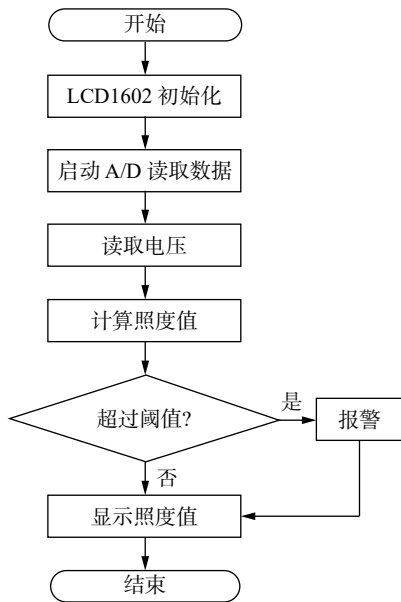 开始
LCD1602 初始化
启动 A/D 读取数据
读取电压
计算照度值
超过阈值?
是
报警
否
显示照度值
结束